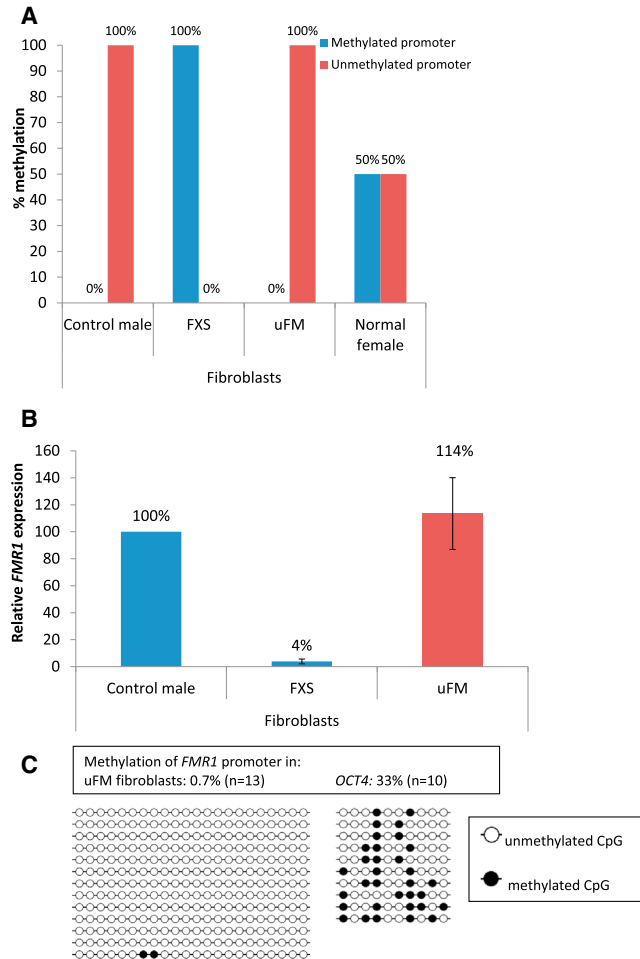 A
100%
100%
100%
100
90
80
70
60
50
40
30
20
10
0
% methylation
Methylated promoter
Unmethylated promoter
50% 50%
0%
0%
0%
Control male
FXS
uFM
Normal
female
Fibroblasts
B
160
140
120
100
80
60
40
20
0
Relative FMR1 expression
114%
100%
4%
Control male
FXS
uFM
Fibroblasts
C
Methylation of FMR1 promoter in:
uFM fibroblasts: 0.7% (n=13) OCT4: 33% (n=10)
unmethylated CpG
methylated CpG